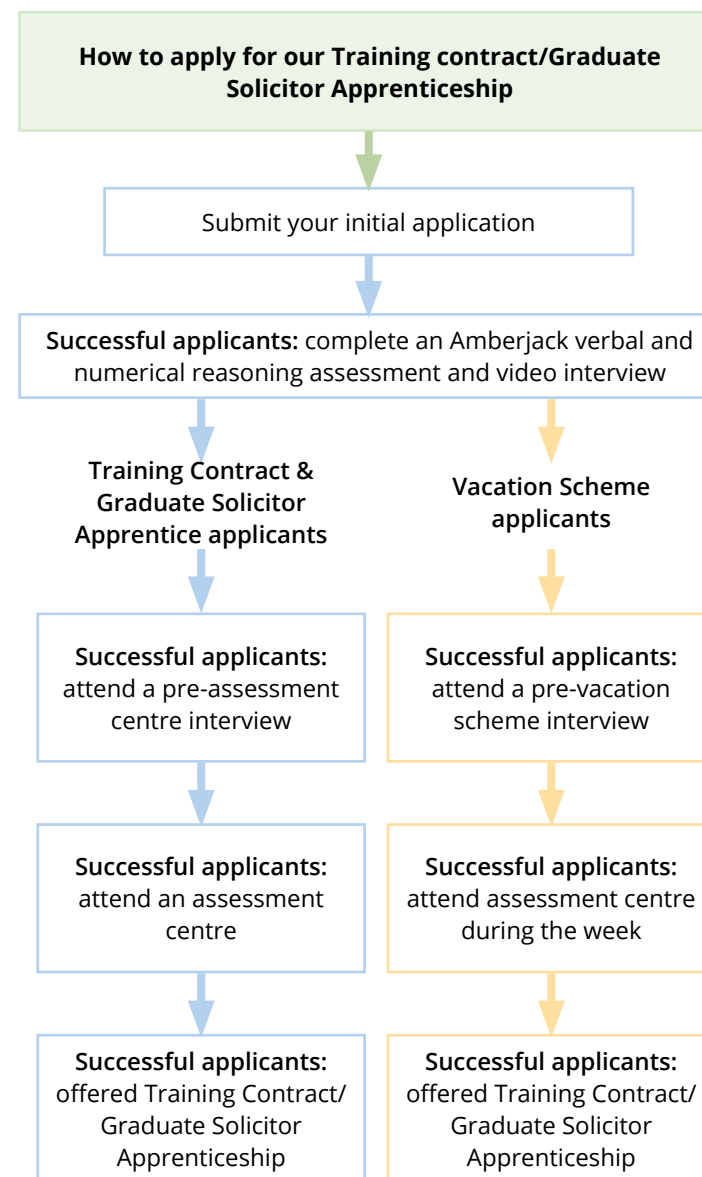 How to apply for our Training contract/Graduate
Solicitor Apprenticeship
Submit your initial application
Successful applicants: complete an Amberjack verbal and
numerical reasoning assessment and video interview
Training Contract &
Graduate Solicitor
Apprentice applicants
Successful applicants:
attend a pre-assessment
centre interview
Successful applicants:
attend an assessment
centre
Successful applicants:
offered Training Contract/
Graduate Solicitor
Apprenticeship
Vacation Scheme
applicants
Successful applicants:
attend a pre-vacation
scheme interview
Successful applicants:
attend assessment centre
during the week
Successful applicants:
offered Training Contract/
Graduate Solicitor
Apprenticeship